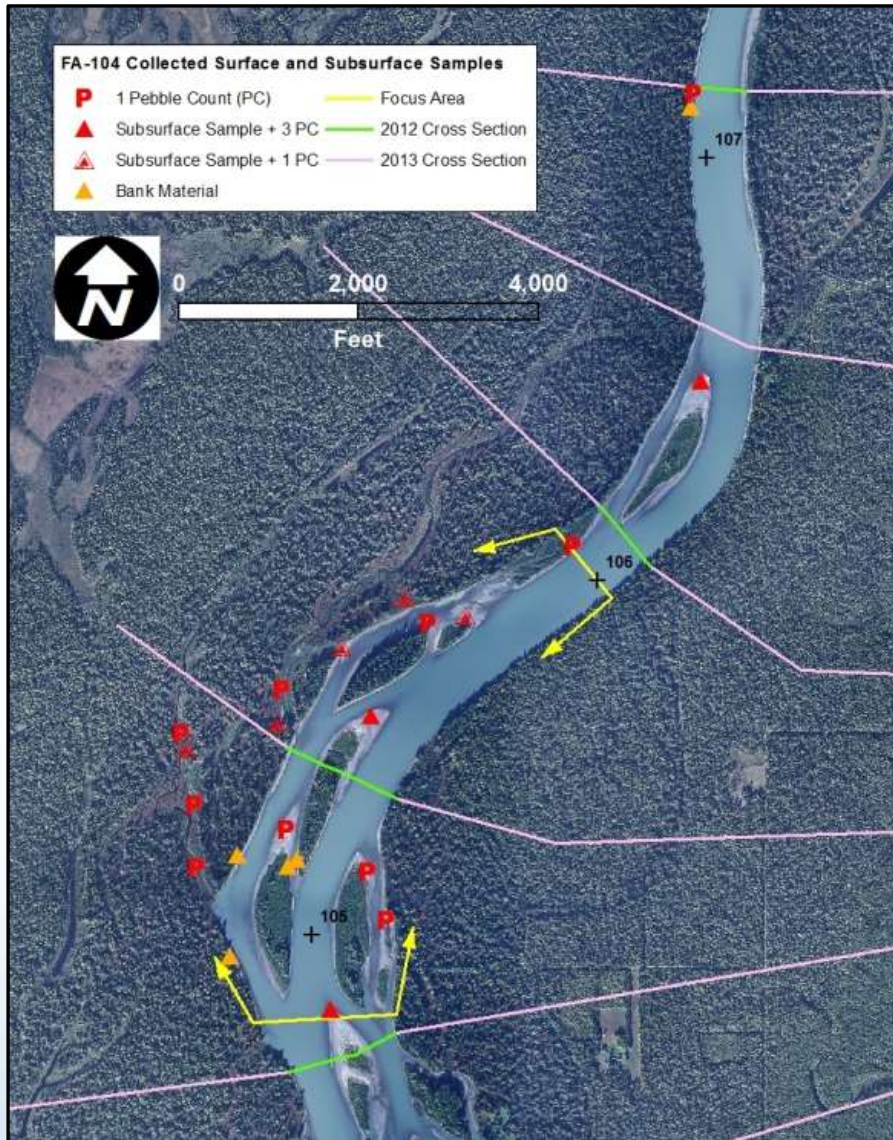 FA-104 Collected Surface and Subsurface Samples
P 1 Pebble Count (PC)
Focus Area
Subsurface Sample + 3 PC
2012 Cross Section
Subsurface Sample + 1 PC
2013 Cross Section
Bank Material
P
107
N
0 2,000 4,000
Feet
P
106
P
P
P
P
P
P
P
P
105